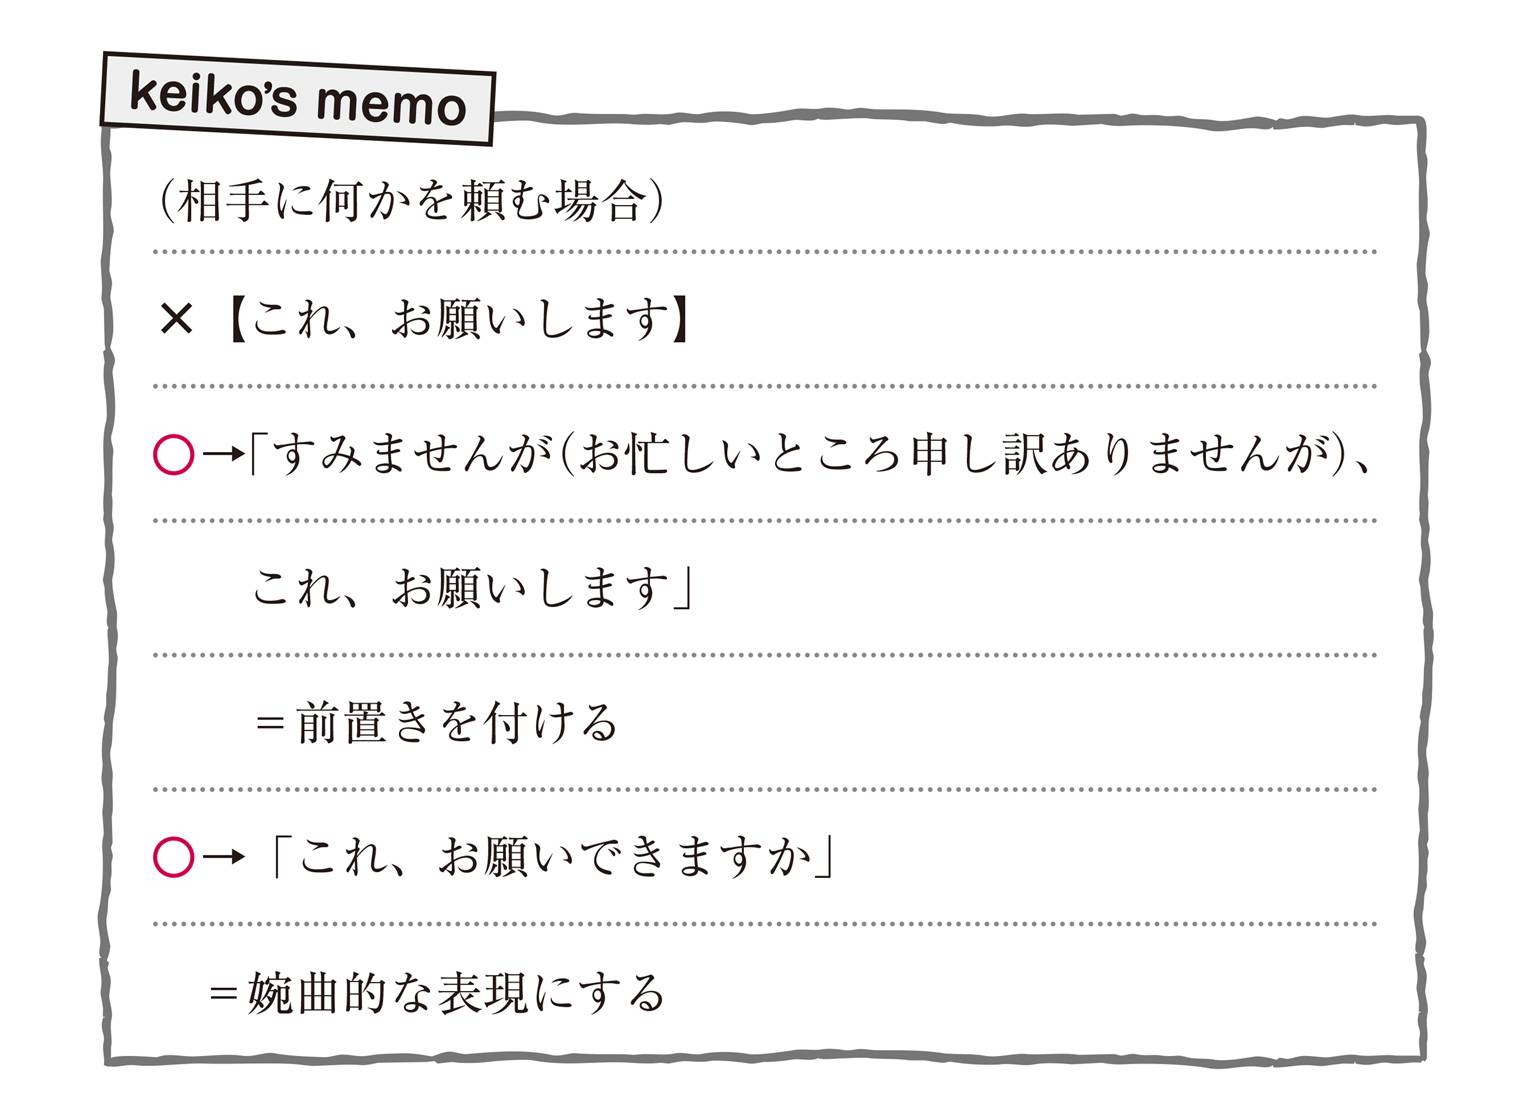 keiko's memo
（相手に何かを頼む場合）
×【これ、お願いします】
○→「すみませんが（お忙しいところ申し訳ありませんが）、
これ、お願いします」
＝前置きを付ける
○→「これ、お願いできますか」
＝婉曲的な表現にする